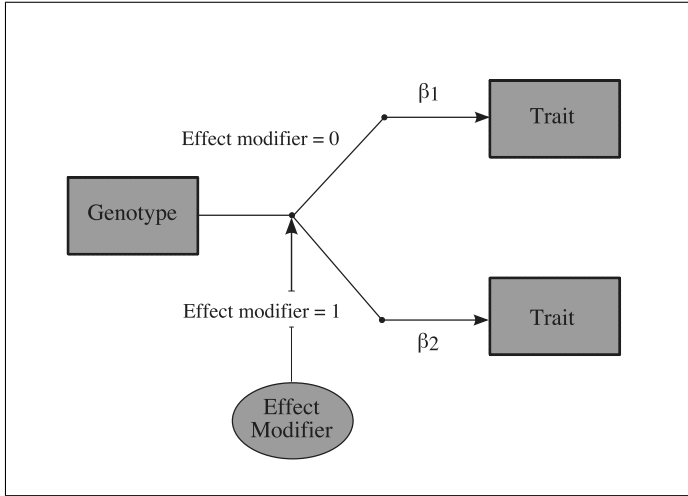 β1
Trait
Effect modifier = 0
Genotype
Effect modifier = 1
Trait
β2
Effect
Modifier